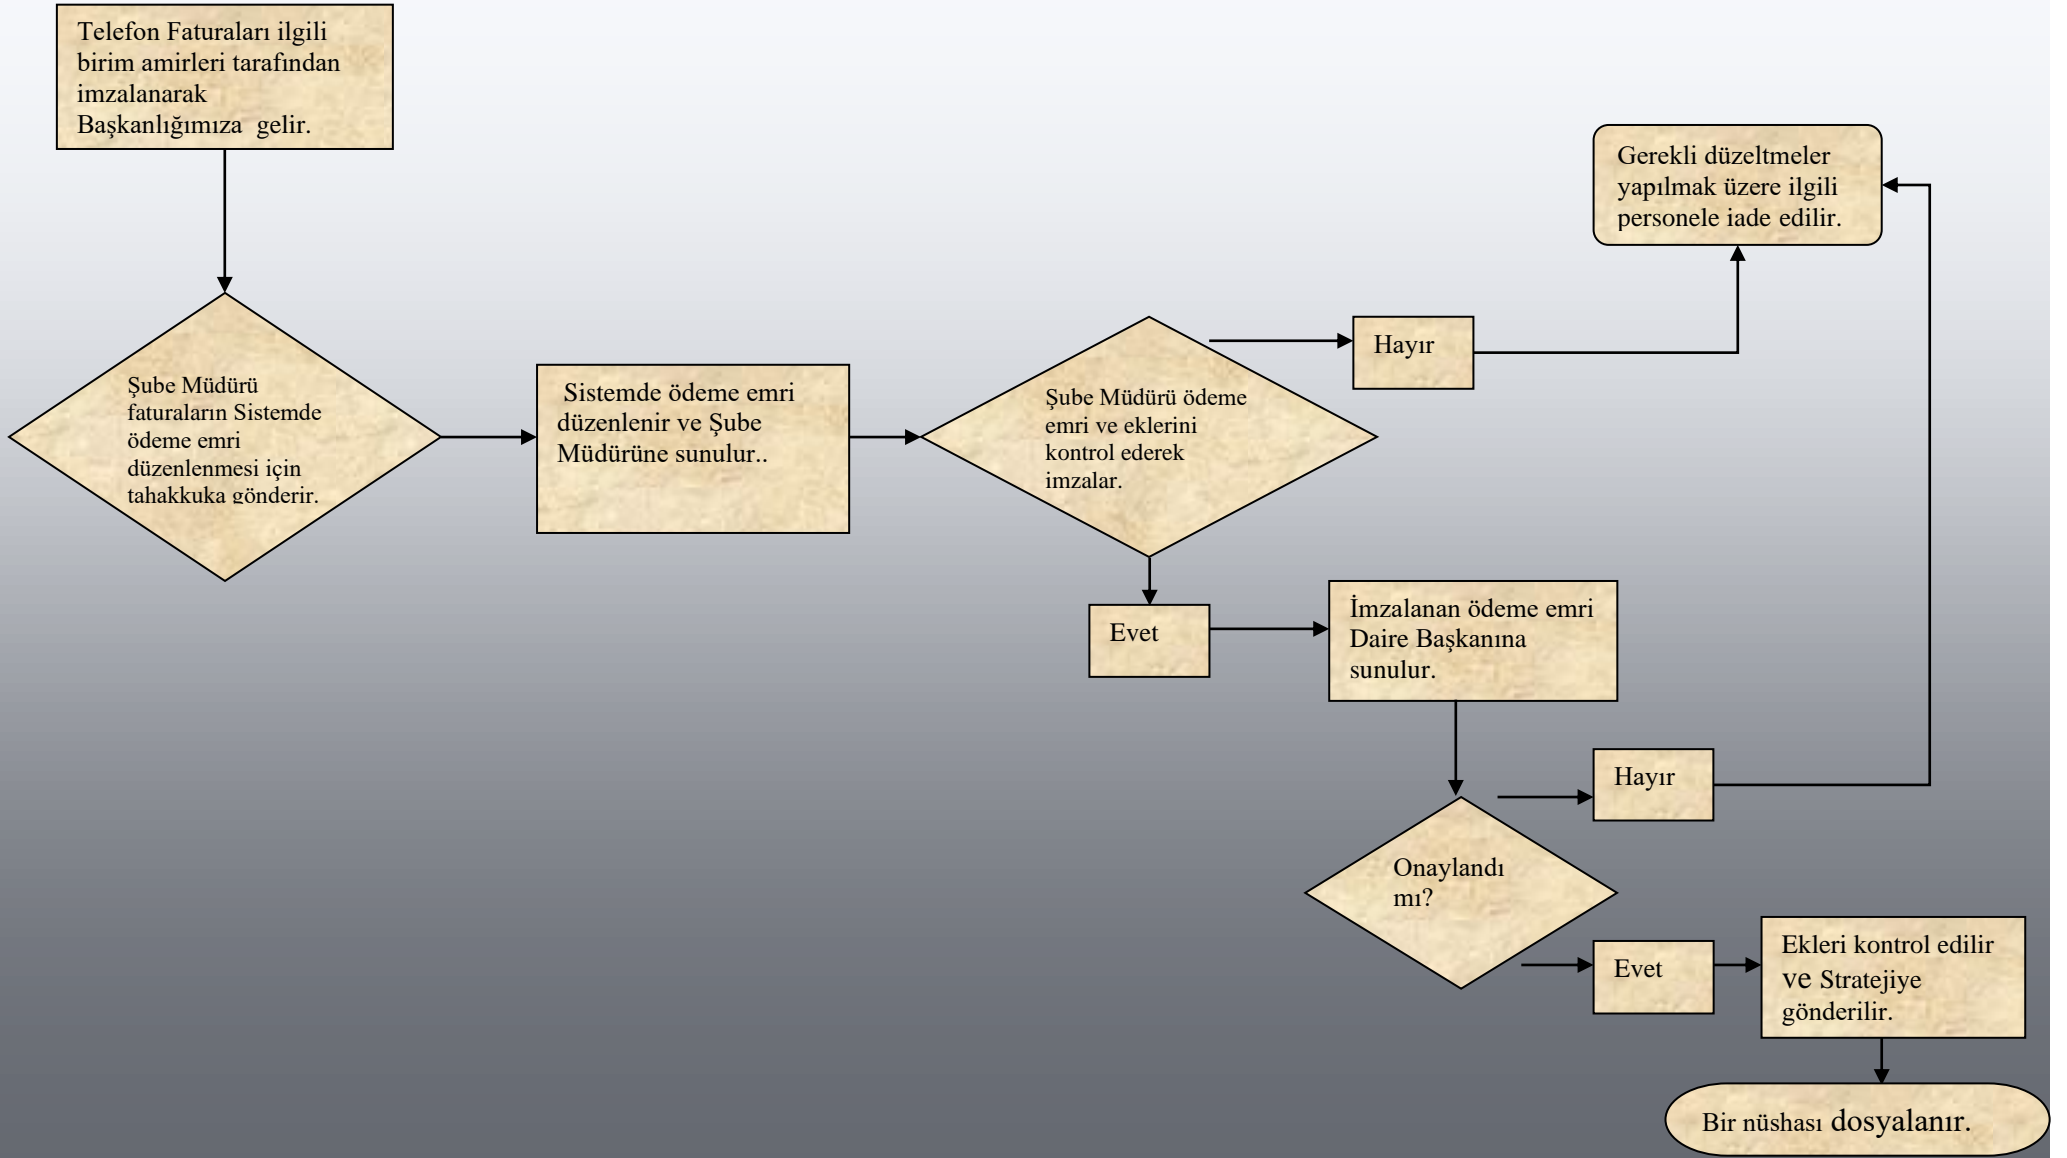 Telefon Faturaları ilgili
birim amirleri tarafından
imzalanarak
Başkanlığımıza  gelir.
Şube Müdürü
faturaların Sistemde
ödeme emri
düzenlenmesi için
tahakkuka gönderir.
Sistemde ödeme emri
düzenlenir ve Şube
Müdürüne sunulur..
Şube Müdürü ödeme
emri ve eklerini
kontrol ederek
imzalar.
Hayır
Gerekli düzeltmeler
yapılmak üzere ilgili
personele iade edilir.
Evet
İmzalanan ödeme emri
Daire Başkanına
sunulur.
Onaylandı
mı?
Hayır
Evet
Ekleri kontrol edilir
ve Stratejiye
gönderilir.
Bir nüshası dosyalanır.